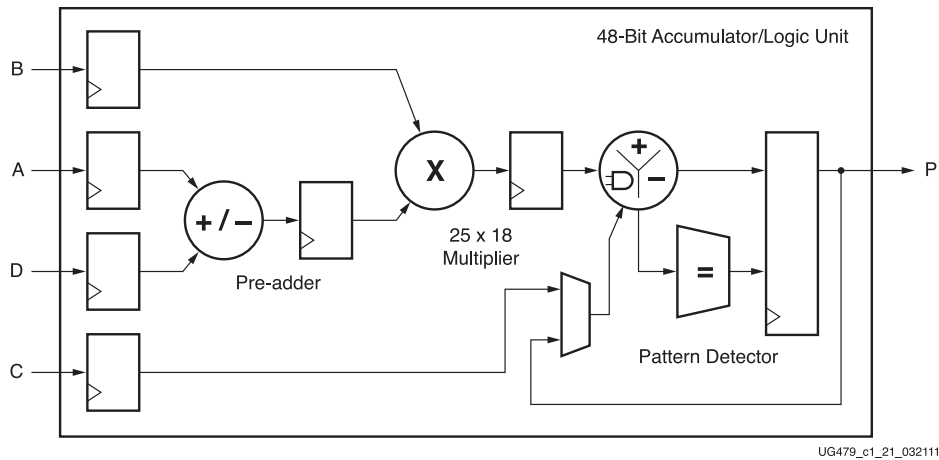 48-Bit Accumulator/Logic Unit
B
A
D
C
+ / −
Pre-adder
X
25 x 18
Multiplier
+
−
=
Pattern Detector
P
UG479_c1_21_032111